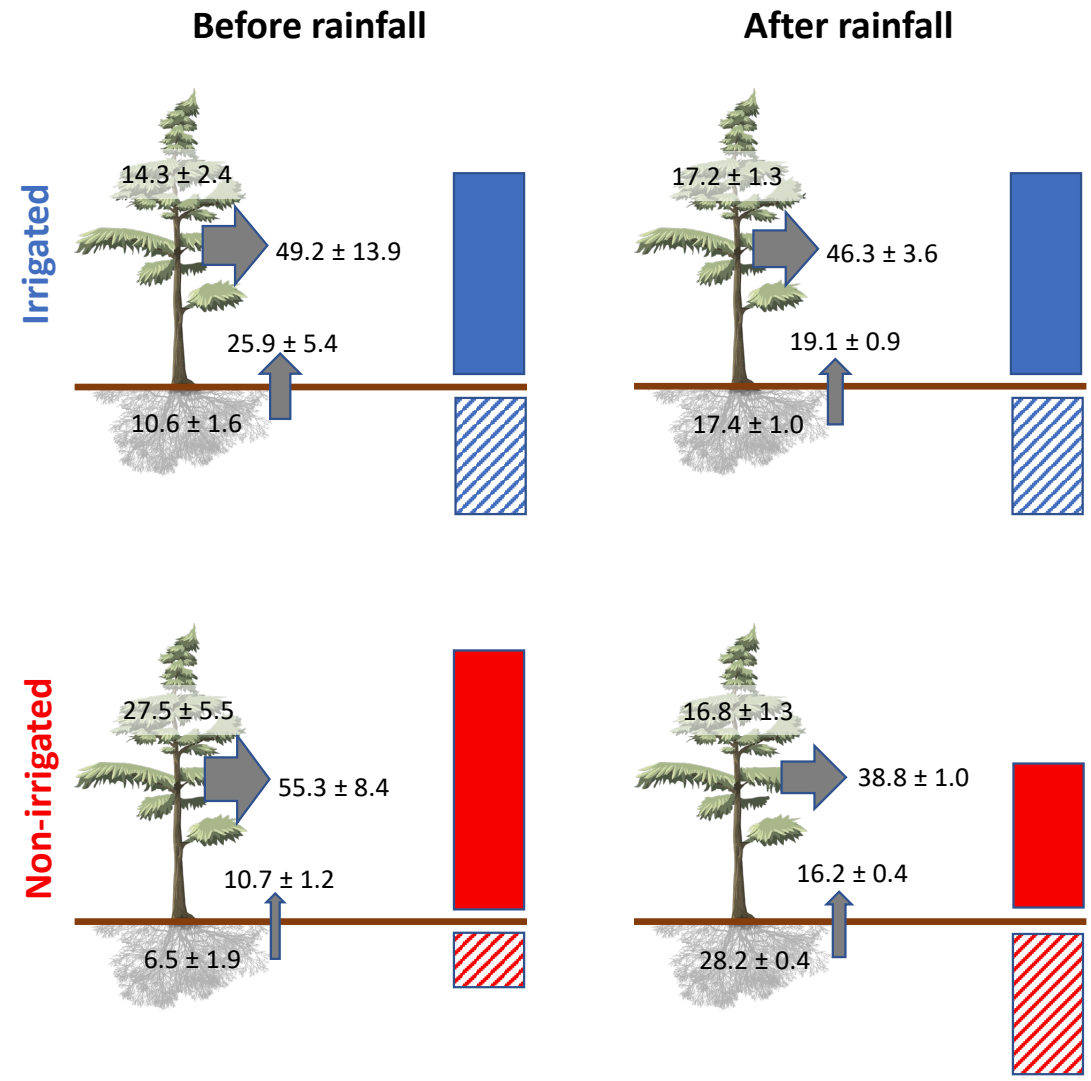 Before rainfall
After rainfall
Irrigated
14.3 ± 2.4
49.2 ± 13.9
25.9 ± 5.4
10.6 ± 1.6
17.2 ± 1.3
46.3 ± 3.6
19.1 ± 0.9
17.4 ± 1.0
Non-irrigated
27.5 ± 5.5
55.3 ± 8.4
10.7 ± 1.2
6.5 ± 1.9
16.8 ± 1.3
38.8 ± 1.0
16.2 ± 0.4
28.2 ± 0.4